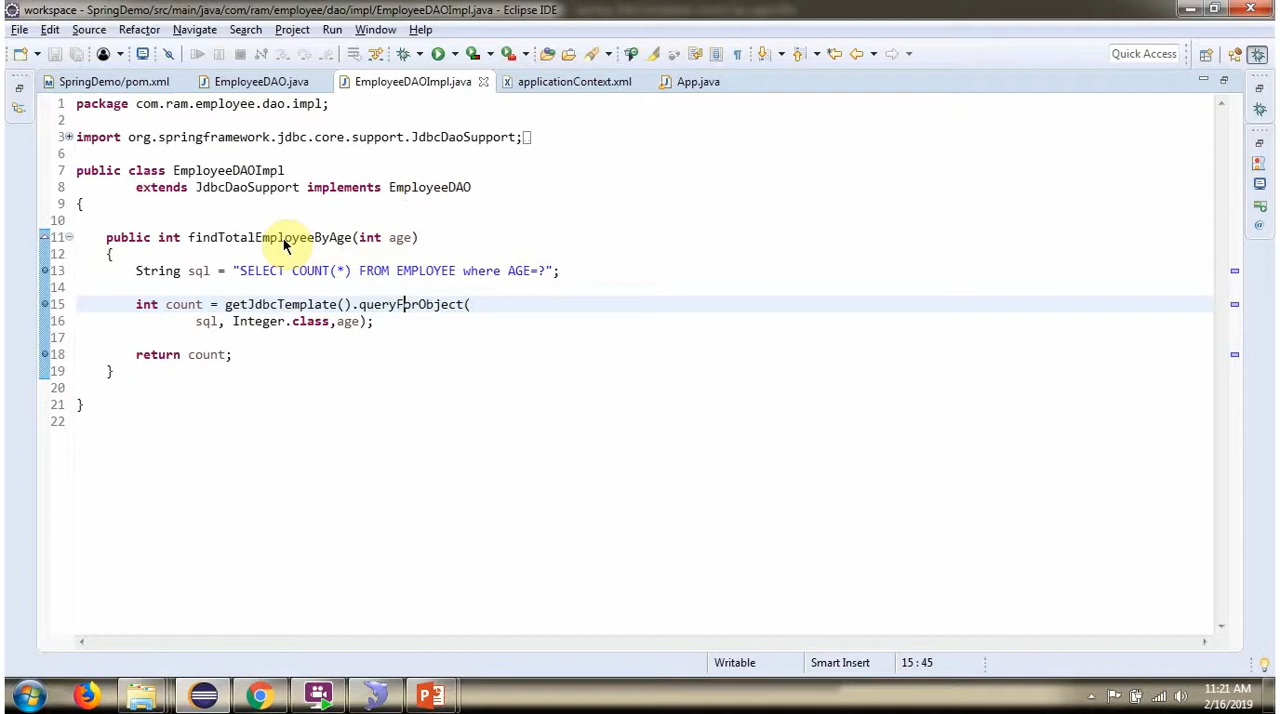 workspace - SpringDemo/src/main/java/com/ram/employee/dao/impl/EmployeeDAOImpl.java - Eclipse IDE
File Edit Source Refactor Navigate Search Project Run Window Help
Quick Access
SpringDemo/pom.xml EmployeeDAO.java EmployeeDAOImpl.java applicationContext.xml App.java
1 package com.ram.employee.dao.impl;
3 import org.springframework.jdbc.core.support.JdbcDaoSupport;
6
7 public class EmployeeDAOImpl
8 extends JdbcDaoSupport implements EmployeeDAO
9 {
10
11 public int findTotalEmployeeByAge(int age)
12 {
13 String sql = "SELECT COUNT(*) FROM EMPLOYEE where AGE=?";
14
15 int count = getJdbcTemplate().queryForObject(
16 sql, Integer.class,age);
17
18 return count;
19 }
20
21 }
22
Writable Smart Insert 15 : 45
11:21 AM
2/16/2019